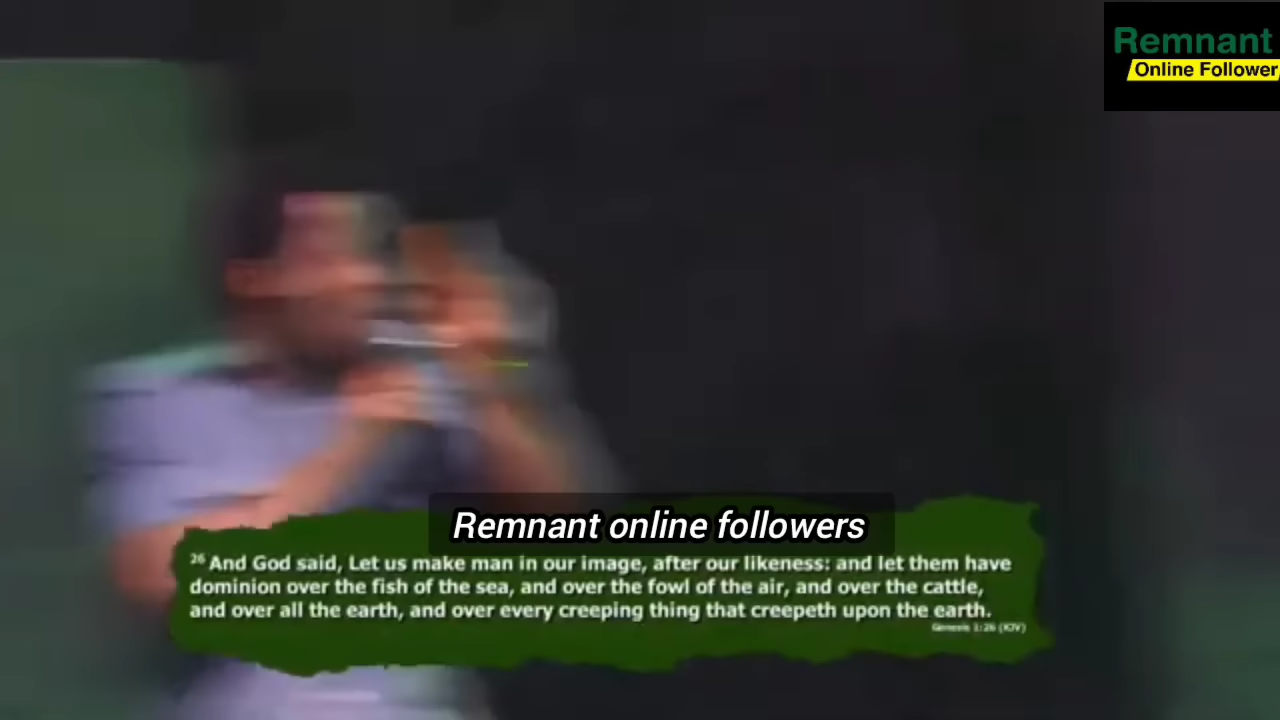 Remnant
Online Follower
Remnant online followers
26 And God said, Let us make man in our image, after our likeness: and let them have
dominion over the fish of the sea, and over the fowl of the air, and over the cattle,
and over all the earth, and over every creeping thing that creepeth upon the earth.
Genesis 1:26 (KJV)